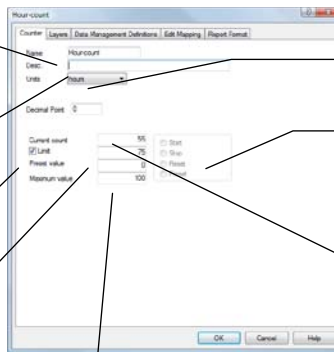 Hour-count
Counter Layers Data Management Definitions Edit Mapping Report Format
Name Hour-count
Desc.
Units hours
Decimal Point 0
Current count 55
Limit 75
Preset value 0
Maximum value 100
Start
Stop
Reset
Preset
OK Cancel Help